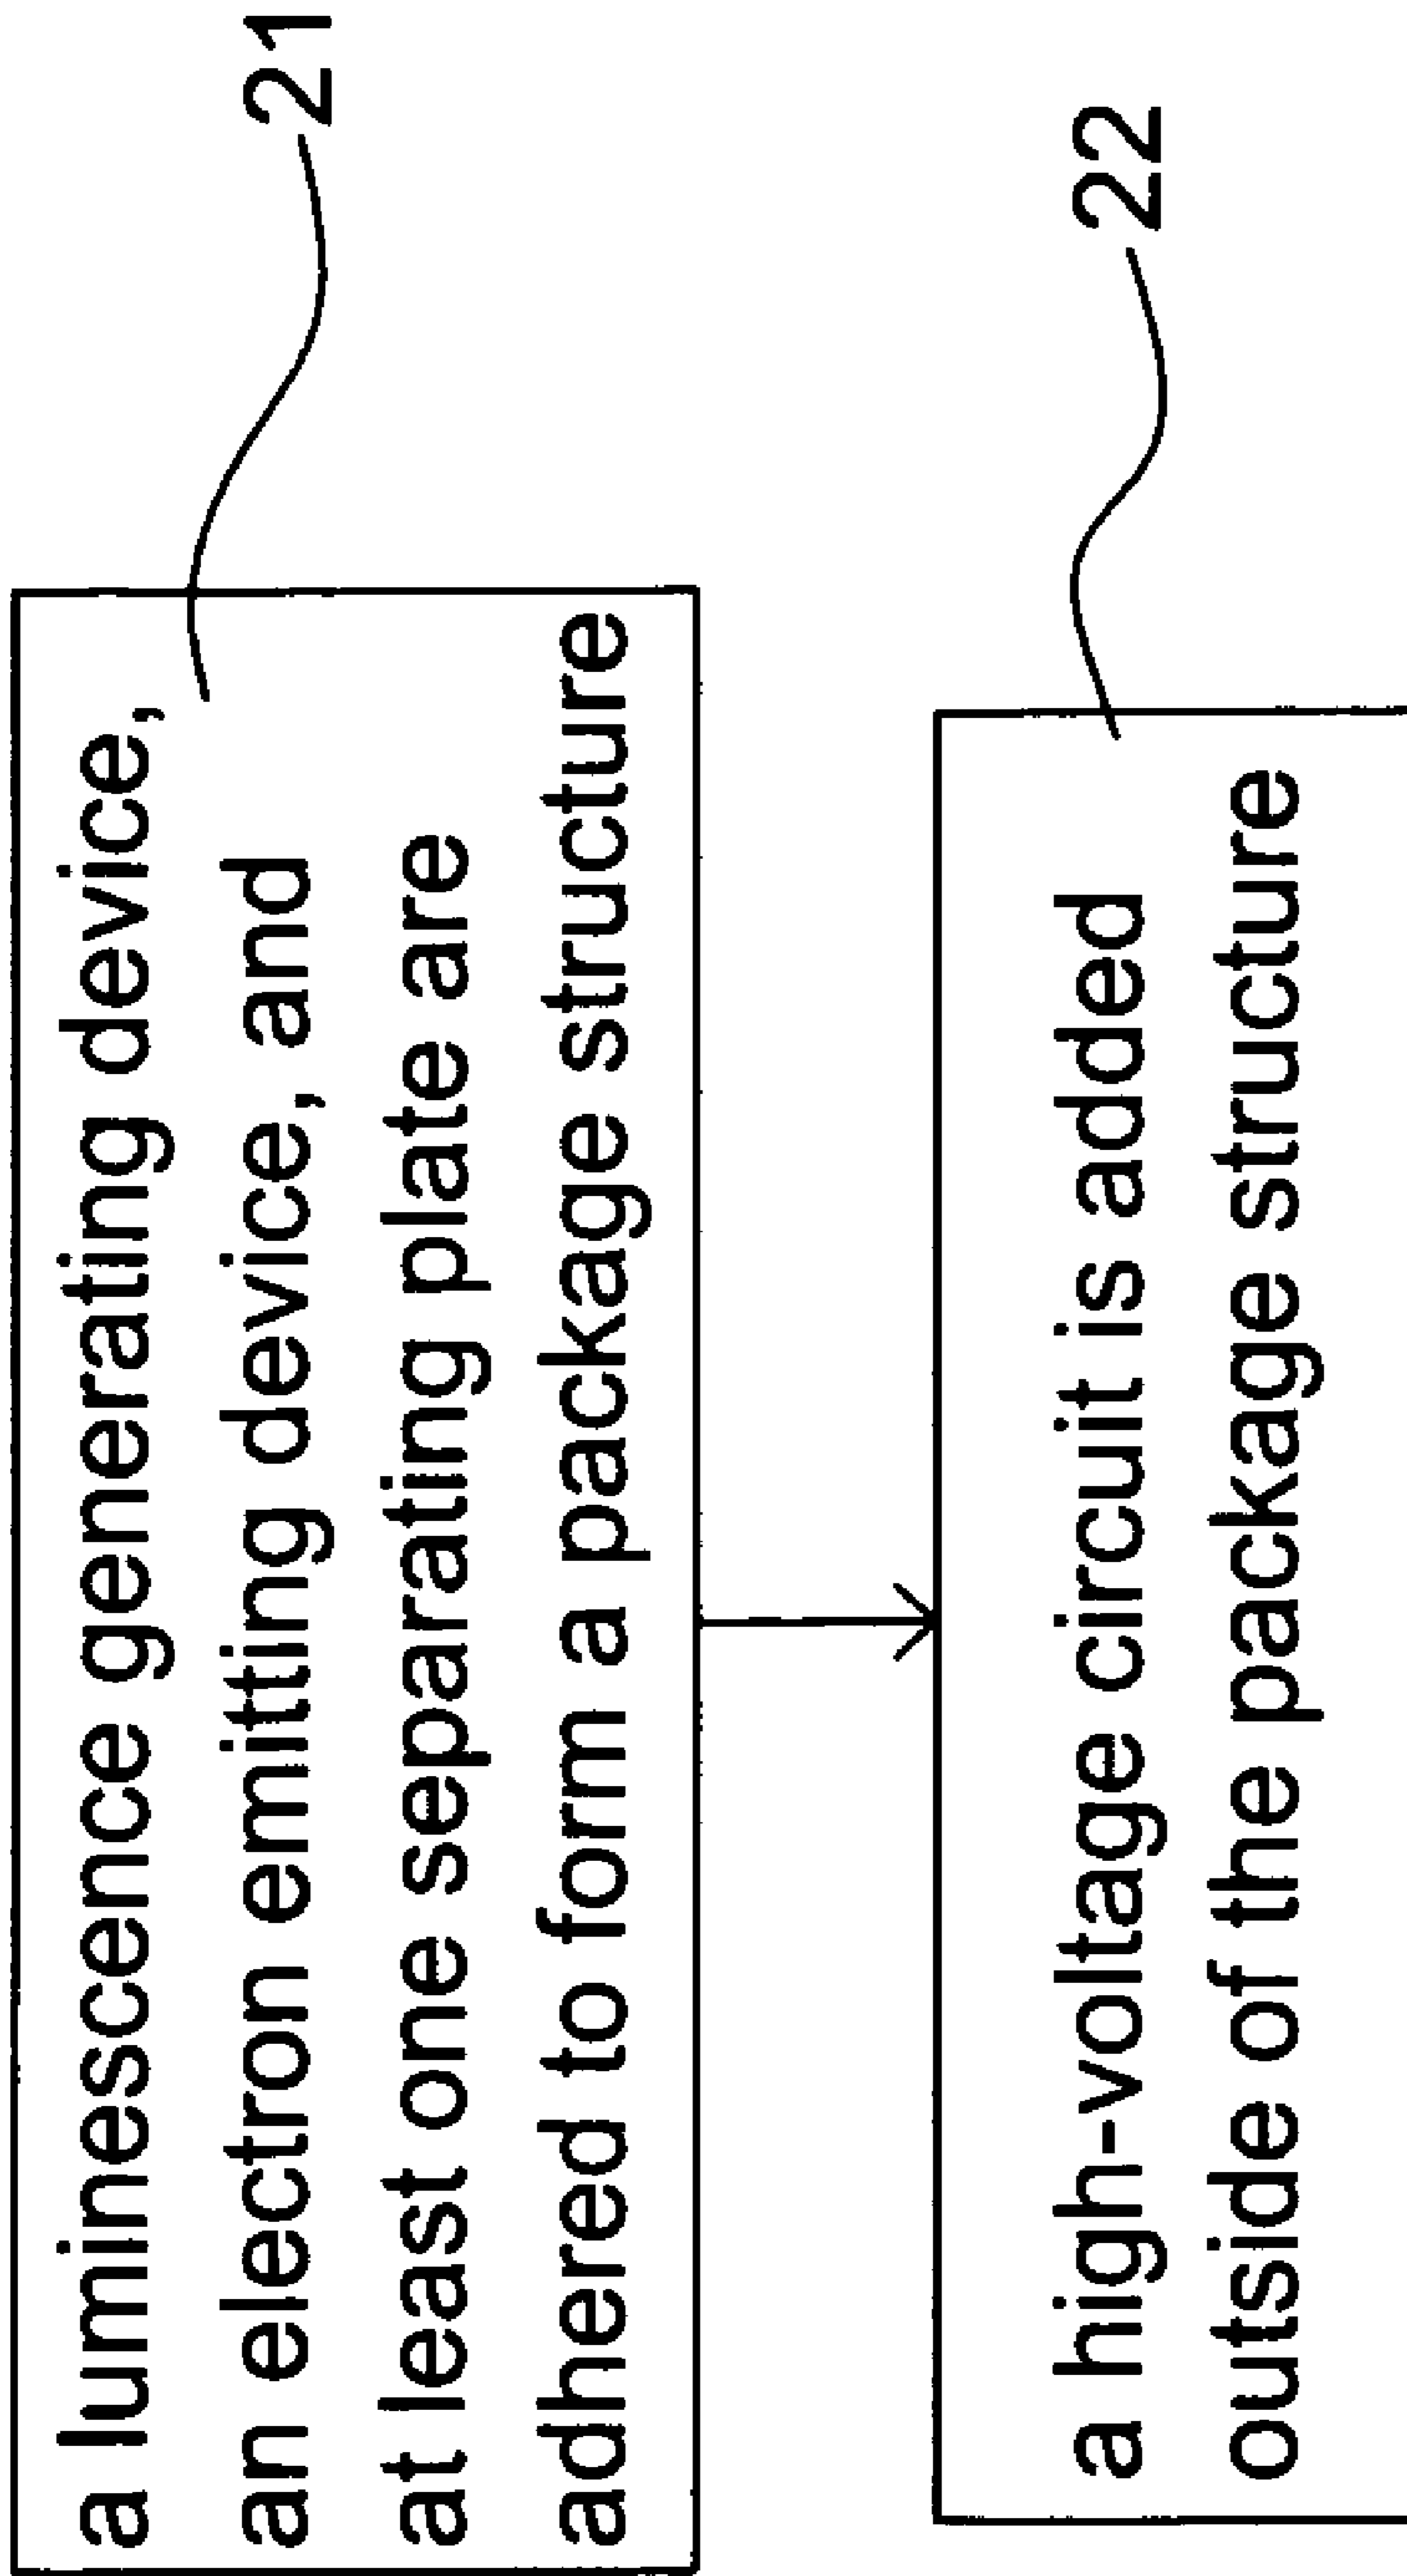 a luminescence generating device,
an electron emitting device, and
at least one separating plate are
adhered to form a package structure
21
a high-voltage circuit is added
outside of the package structure
22